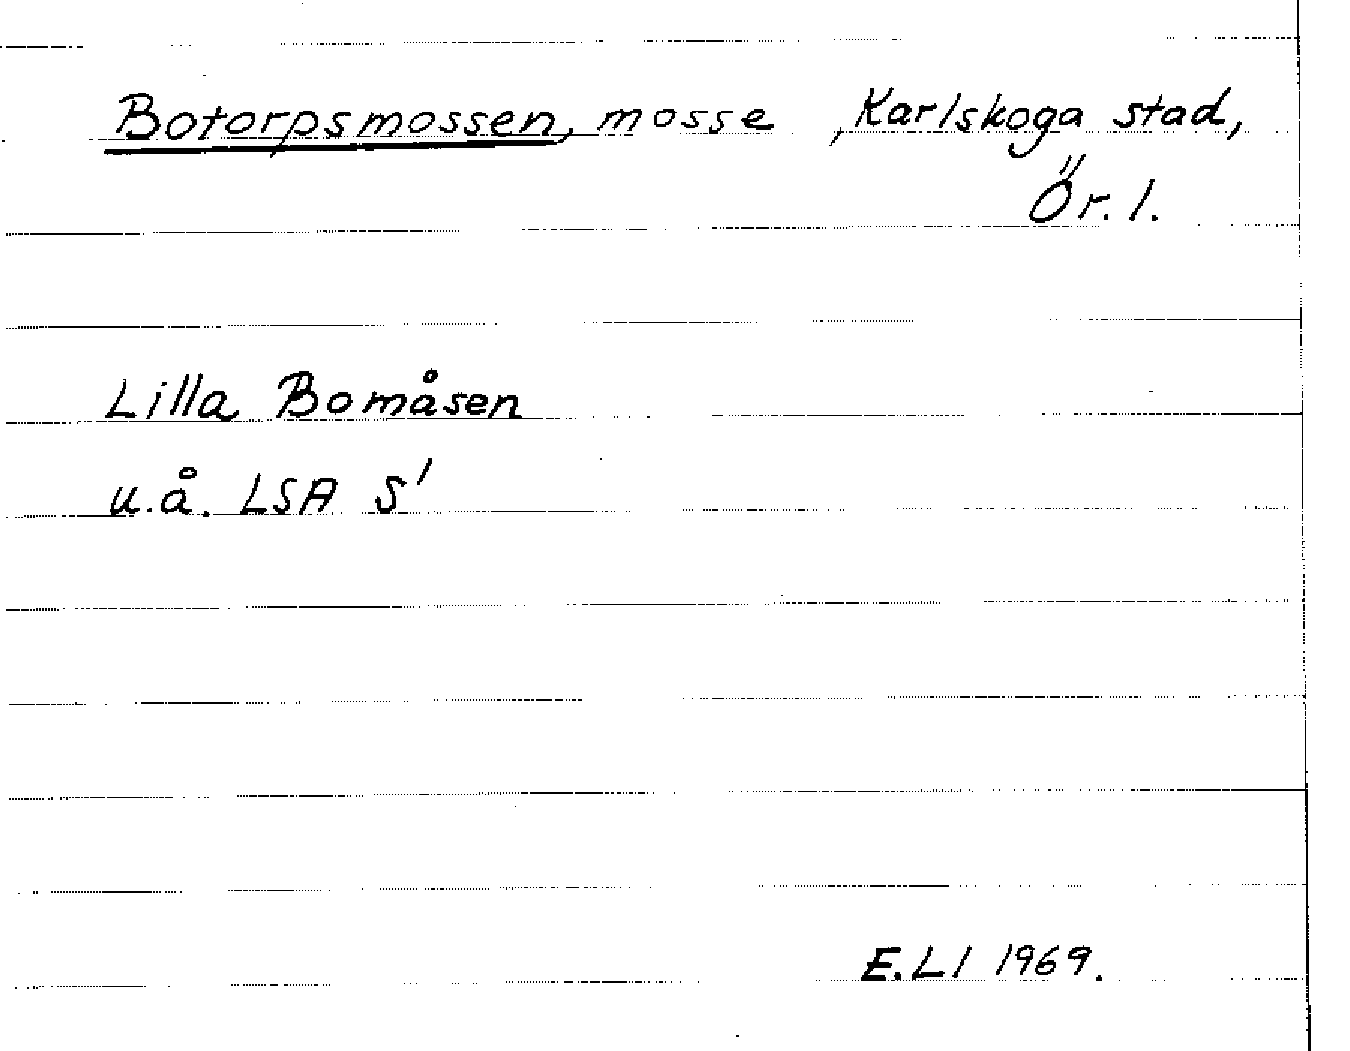 Botorpsmossen, mosse , Karlskoga stad,
Ör. l.
Lilla Bomåsen
u.å. LSA S'
E.Ll 1969.